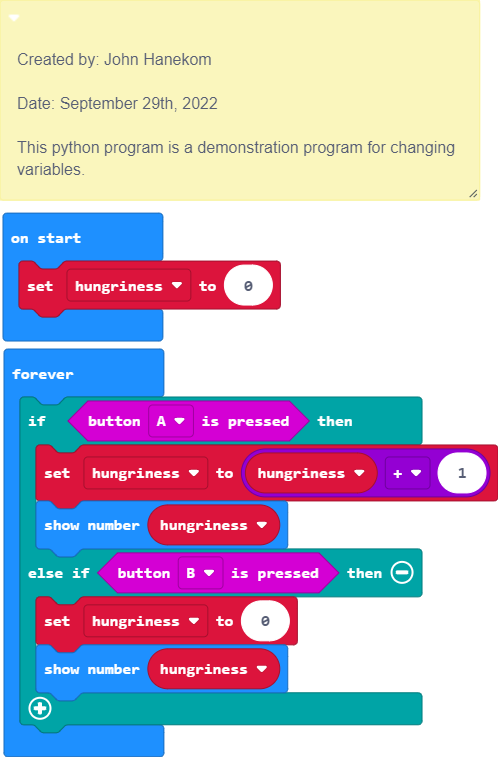 Created by: John Hanekom
Date: September 29th, 2022
This python program is a demonstration program for changing
variables.
on start
set hungriness to 0
forever
if button A is pressed then
set hungriness to hungriness + 1
show number hungriness
else if button B is pressed then
set hungriness to 0
show number hungriness